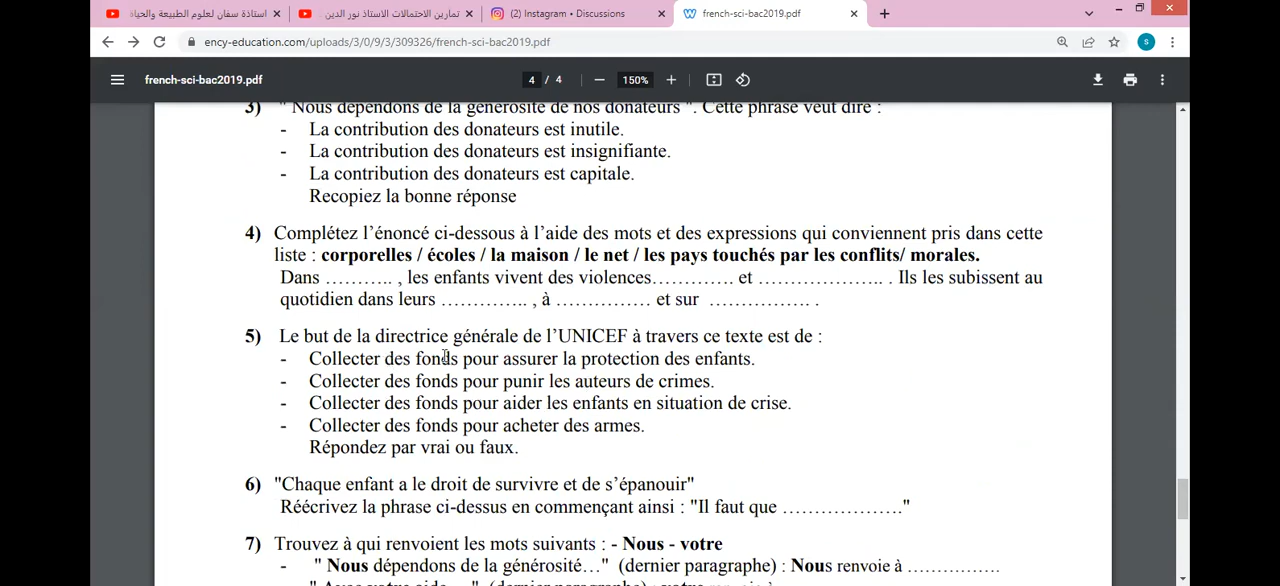 استاذة سفان لعلوم الطبيعة والحياة
تمارين الاحتمالات الاستاذ نور الدين
(2) Instagram • Discussions
french-sci-bac2019.pdf
ency-education.com/uploads/3/0/9/3/309326/french-sci-bac2019.pdf
S
french-sci-bac2019.pdf
4 / 4
150%
3) " Nous dépendons de la générosité de nos donateurs ". Cette phrase veut dire :
- La contribution des donateurs est inutile.
- La contribution des donateurs est insignifiante.
- La contribution des donateurs est capitale.
Recopiez la bonne réponse
4) Complétez l’énoncé ci-dessous à l’aide des mots et des expressions qui conviennent pris dans cette
liste : corporelles / écoles / la maison / le net / les pays touchés par les conflits/ morales.
Dans ……….. , les enfants vivent des violences…………. et ……………….. . Ils les subissent au
quotidien dans leurs ………….. , à …………… et sur ……………. .
5) Le but de la directrice générale de l’UNICEF à travers ce texte est de :
- Collecter des fonds pour assurer la protection des enfants.
- Collecter des fonds pour punir les auteurs de crimes.
- Collecter des fonds pour aider les enfants en situation de crise.
- Collecter des fonds pour acheter des armes.
Répondez par vrai ou faux.
6) "Chaque enfant a le droit de survivre et de s’épanouir"
Réécrivez la phrase ci-dessus en commençant ainsi : "Il faut que ……………….."
7) Trouvez à qui renvoient les mots suivants : - Nous - votre
- " Nous dépendons de la générosité…" (dernier paragraphe) : Nous renvoie à ……………
- " Avec votre aide…. " (dernier paragraphe) : votre renvoie à